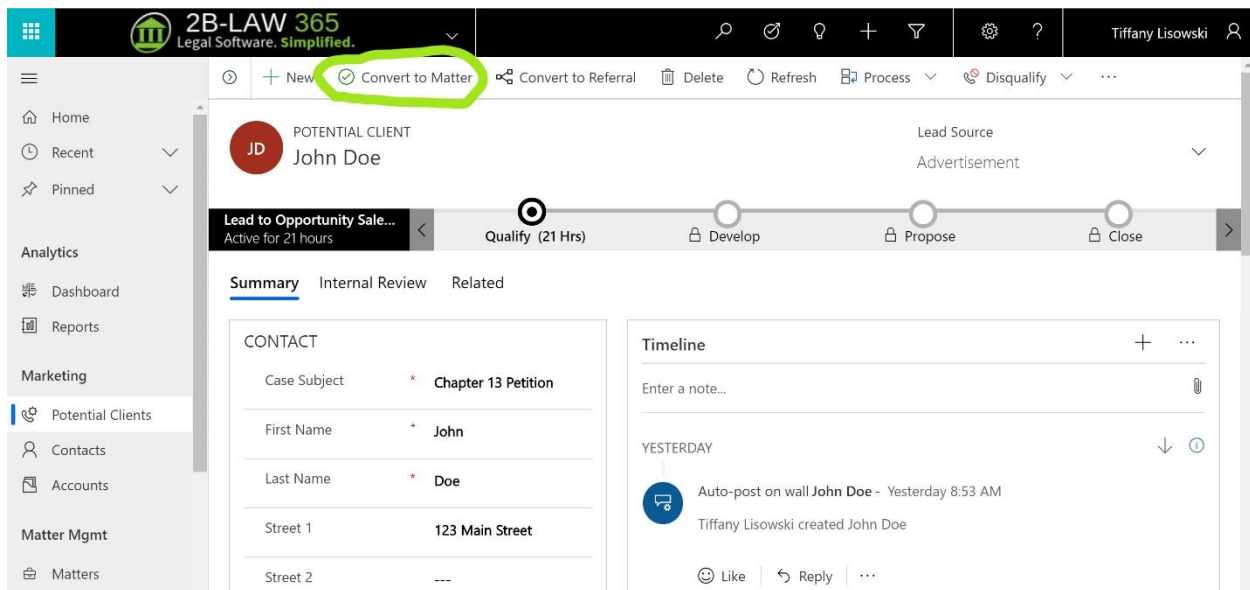 2B-LAW 365
Legal Software. Simplified.
Tiffany Lisowski
New
Convert to Matter
Convert to Referral
Delete
Refresh
Process
Disqualify
Home
Recent
Pinned
Analytics
Dashboard
Reports
Marketing
Potential Clients
Contacts
Accounts
Matter Mgmt
Matters
JD
POTENTIAL CLIENT
John Doe
Lead Source
Advertisement
Lead to Opportunity Sale...
Active for 21 hours
Qualify (21 Hrs)
Develop
Propose
Close
Summary
Internal Review
Related
CONTACT
Case Subject * Chapter 13 Petition
First Name + John
Last Name * Doe
Street 1 123 Main Street
Street 2 ---
Timeline
Enter a note...
YESTERDAY
Auto-post on wall John Doe - Yesterday 8:53 AM
Tiffany Lisowski created John Doe
Like
Reply